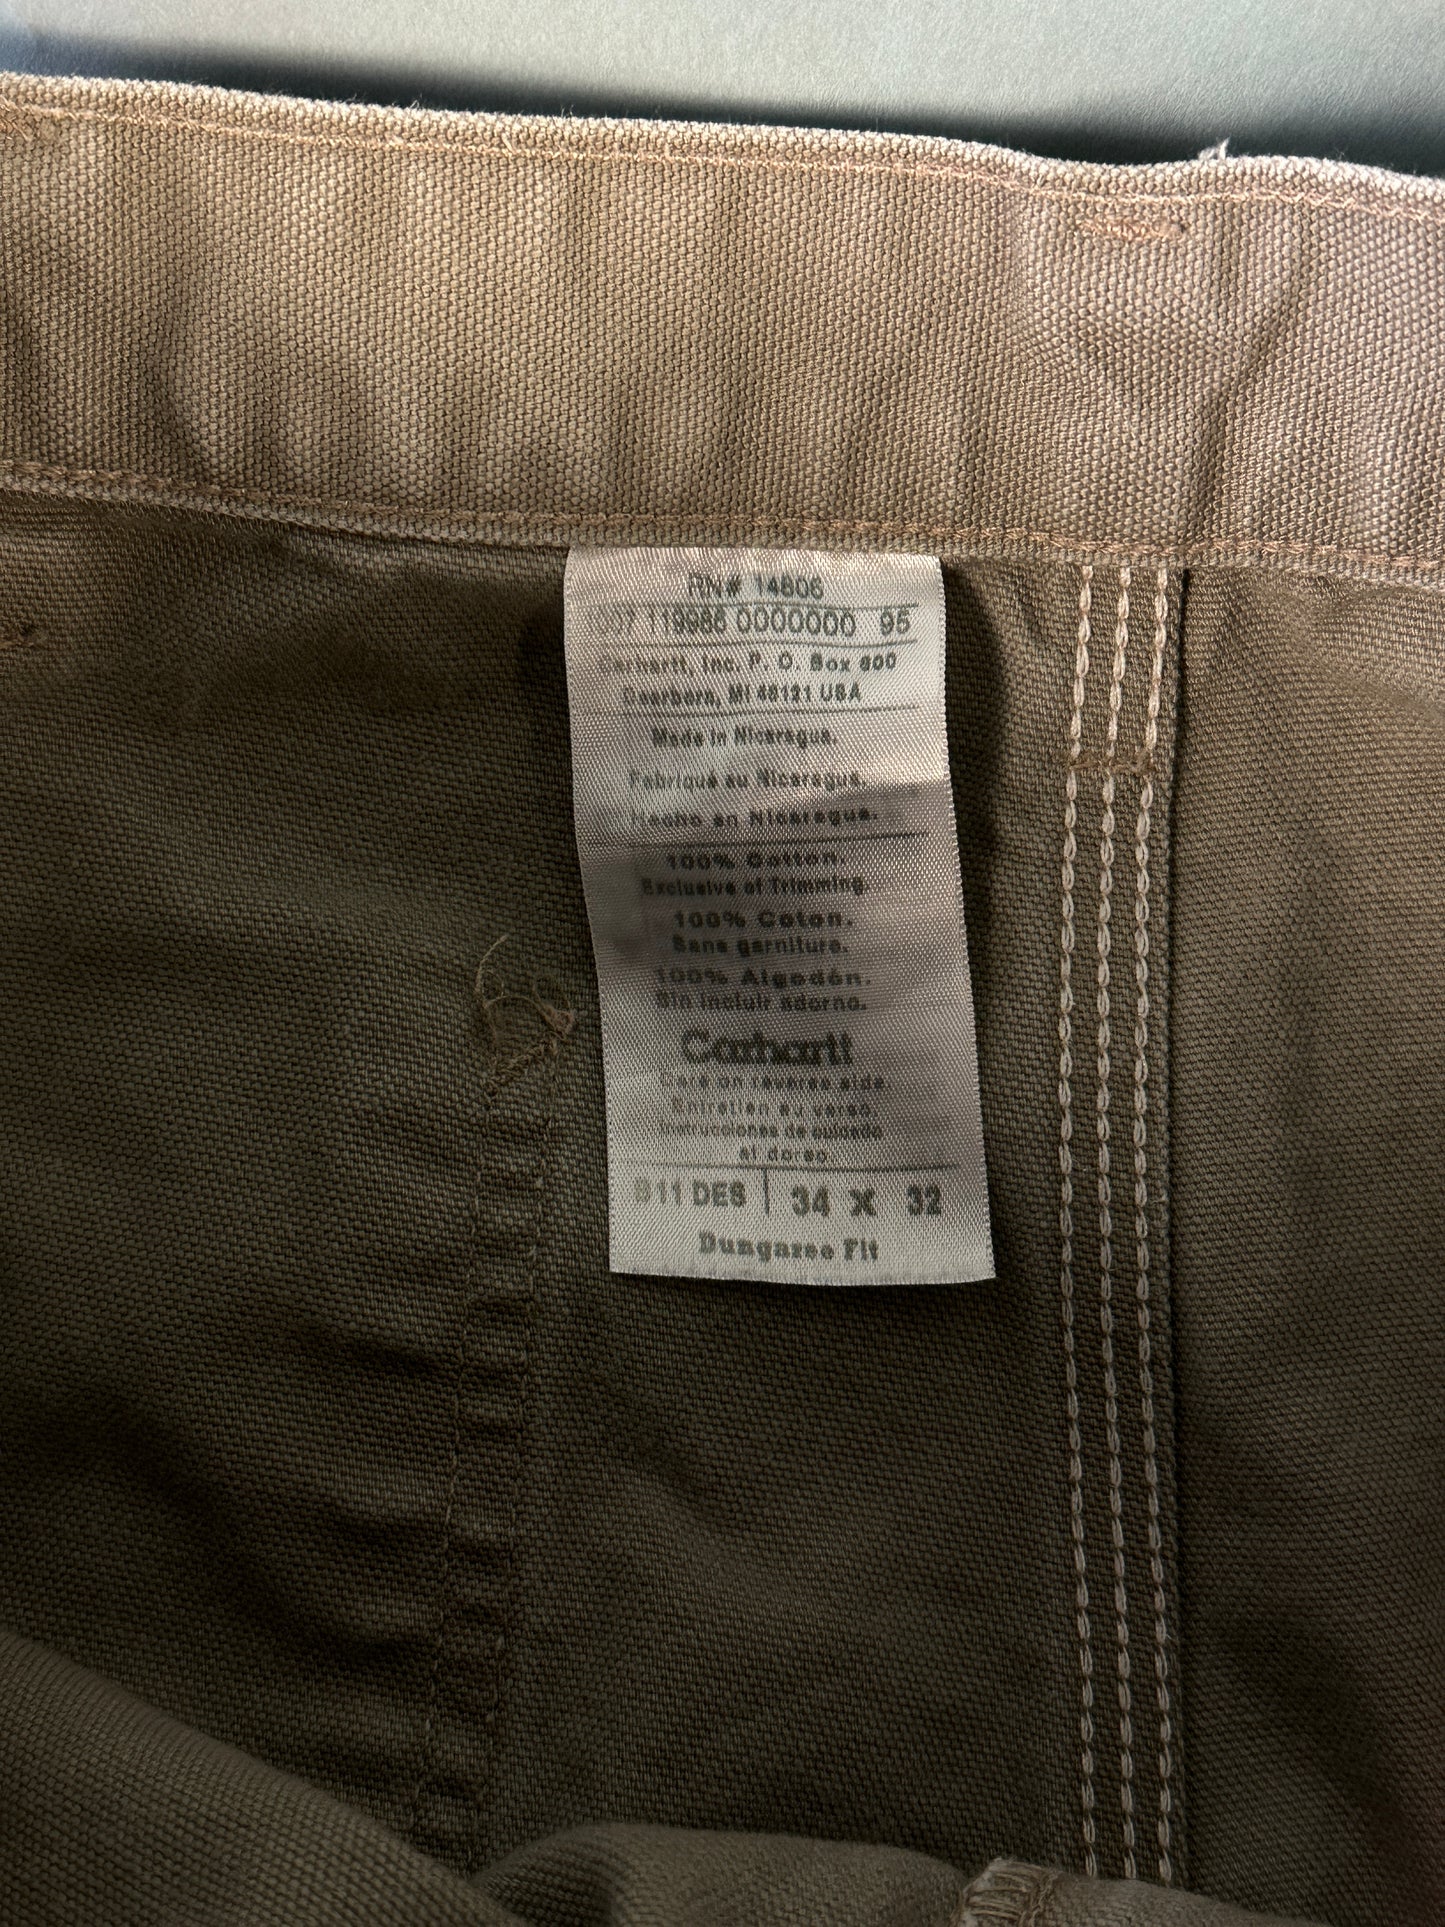 RN# 14806
007 119986 0000000 95
Carhartt, Inc. P. O. Box 600
Dearborn, MI 48121 USA
Made in Nicaragua.
Fabriqué au Nicaragua.
Hecho en Nicaragua.
100% Cotton.
Exclusive of Trimming.
100% Coton.
Sans garniture.
100% Algodón.
Sin incluir adorno.
Carhartt
Care on reverse side.
Entretien au verso.
Instrucciones de cuidado
al dorso.
B11 DES 34 X 32
Dungaree Fit